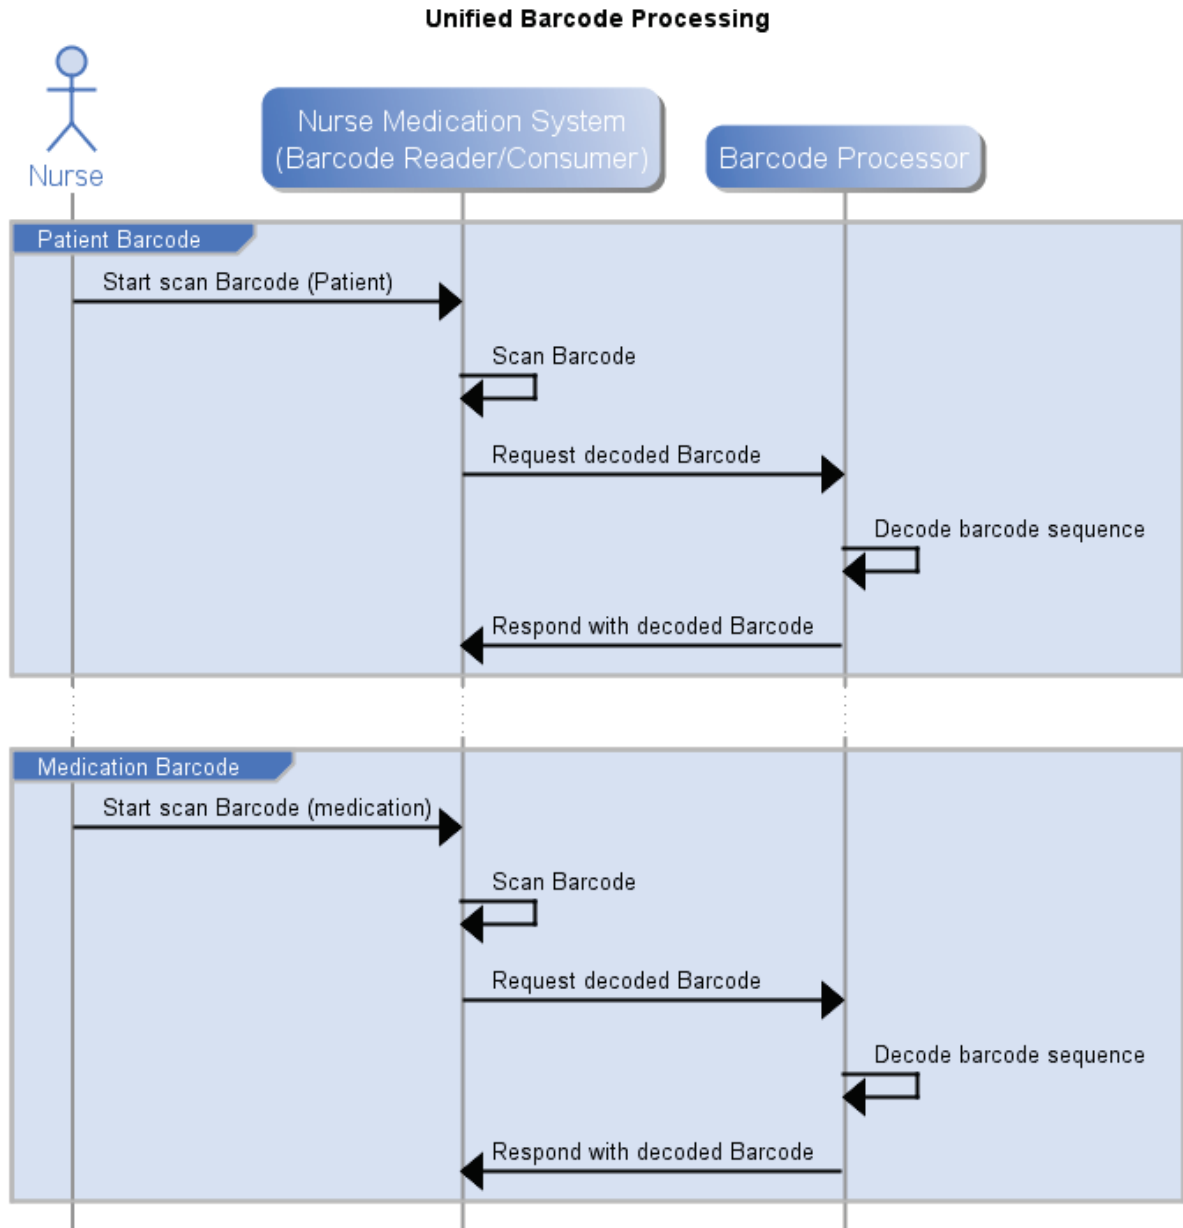 Unified Barcode Processing
Nurse
Nurse Medication System
(Barcode Reader/Consumer)
Barcode Processor
Patient Barcode
Start scan Barcode (Patient)
Scan Barcode
Request decoded Barcode
Decode barcode sequence
Respond with decoded Barcode
Medication Barcode
Start scan Barcode (medication)
Scan Barcode
Request decoded Barcode
Decode barcode sequence
Respond with decoded Barcode